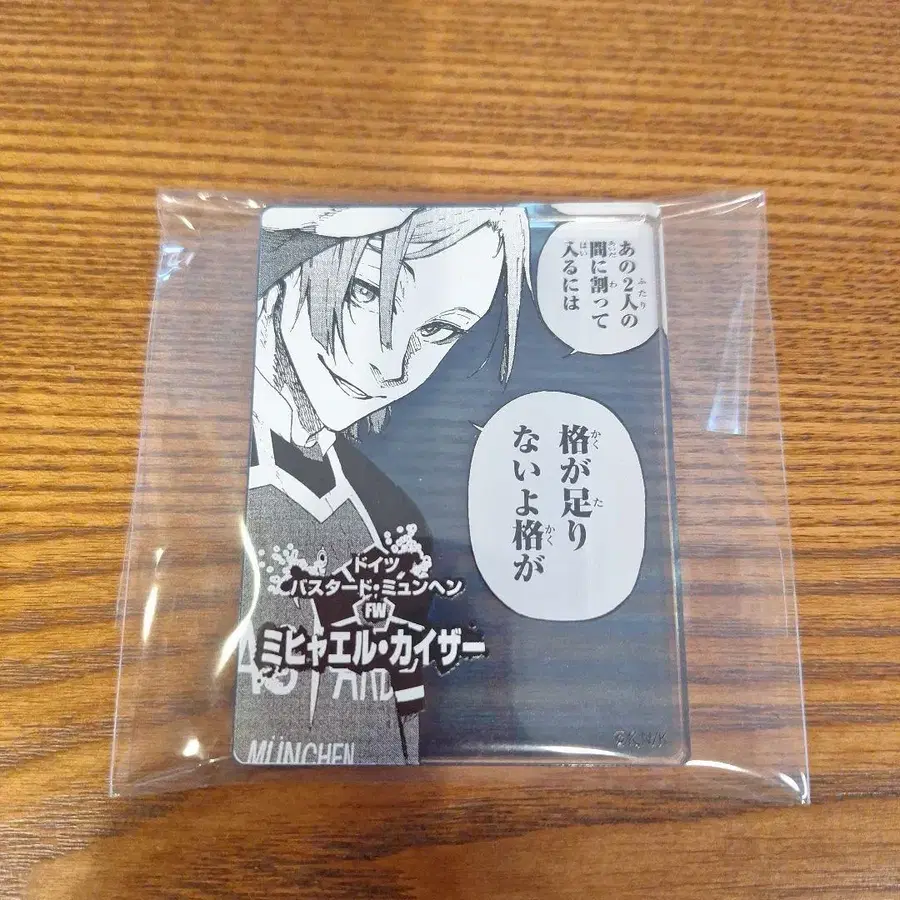 あの2人の
間に割って
入るには
格が足り
ないよ格が
ドイツ
バスタード・ミュンヘン
FW
ミヒャエル・カイザー
MÜNCHEN